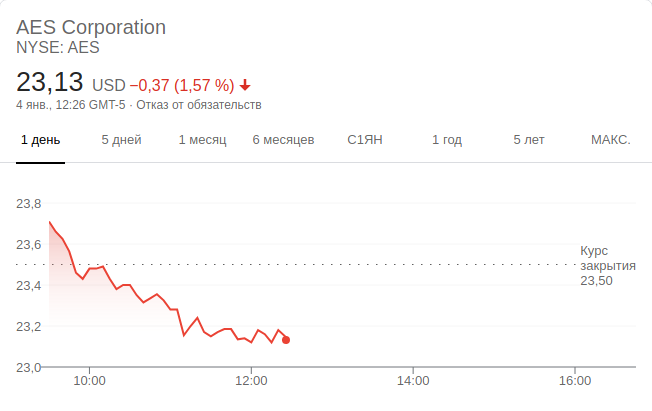 AES Corporation
NYSE: AES
23,13 USD −0,37 (1,57 %)
4 янв., 12:26 GMT-5 · Отказ от обязательств
1 день 5 дней 1 месяц 6 месяцев С1ЯН 1 год 5 лет МАКС.
23,8
23,6
Курс
закрытия
23,50
23,4
23,2
23,0
10:00 12:00 14:00 16:00